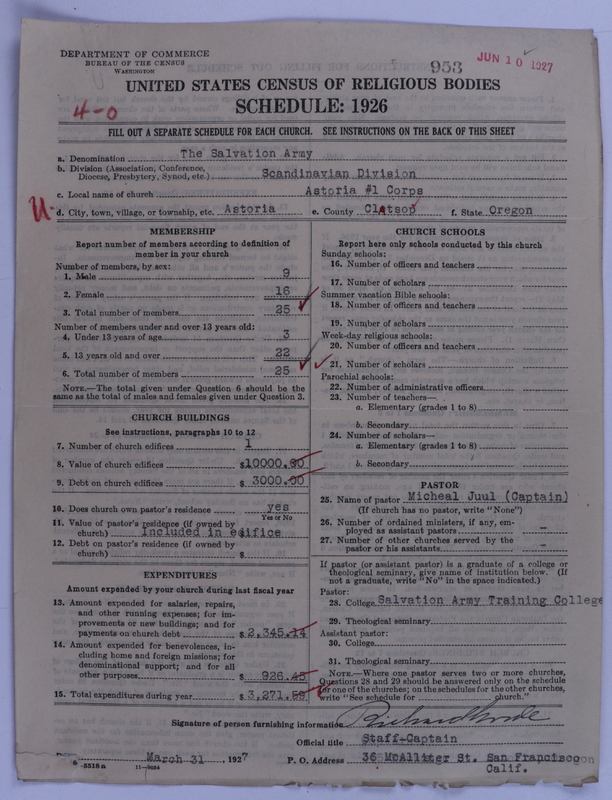 DEPARTMENT OF COMMERCE
BUREAU OF THE CENSUS
WASHINGTON
953
JUN 10 1927
UNITED STATES CENSUS OF RELIGIOUS BODIES
SCHEDULE: 1926
4-0
FILL OUT A SEPARATE SCHEDULE FOR EACH CHURCH. SEE INSTRUCTIONS ON THE BACK OF THIS SHEET
a. Denomination The Salvation Army
b. Division (Association, Conference, Diocese, Presbytery, Synod, etc.) Scandinavian Division
c. Local name of church Astoria #1 Corps
U
d. City, town, village, or township, etc. Astoria e. County Clatsop f. State Oregon
MEMBERSHIP
Report number of members according to definition of
member in your church
Number of members, by sex:
1. Male 9
2. Female 16
3. Total number of members 25
Number of members under and over 13 years old:
4. Under 13 years of age 3
5. 13 years old and over 22
6. Total number of members 25
NOTE.—The total given under Question 6 should be the
same as the total of males and females given under Question 3.
CHURCH BUILDINGS
See instructions, paragraphs 10 to 12
7. Number of church edifices 1
8. Value of church edifices $10000.00
9. Debt on church edifices $ 3000.00
10. Does church own pastor's residence yes
Yes or No
11. Value of pastor's residence (if owned by
church) Included in edifice
12. Debt on pastor's residence (if owned by
church) $
EXPENDITURES
Amount expended by your church during last fiscal year
13. Amount expended for salaries, repairs,
and other running expenses; for im-
provements or new buildings; and for
payments on church debt $2,345.14
14. Amount expended for benevolences, in-
cluding home and foreign missions; for
denominational support; and for all
other purposes $ 926.45
15. Total expenditures during year $ 3,271.59
CHURCH SCHOOLS
Report here only schools conducted by this church
Sunday schools:
16. Number of officers and teachers
17. Number of scholars
Summer vacation Bible schools:
18. Number of officers and teachers
19. Number of scholars
Week-day religious schools:
20. Number of officers and teachers
21. Number of scholars
Parochial schools:
22. Number of administrative officers
23. Number of teachers—
a. Elementary (grades 1 to 8)
b. Secondary
24. Number of scholars—
a. Elementary (grades 1 to 8)
b. Secondary
PASTOR
25. Name of pastor Micheal Juul (Captain)
(If church has no pastor, write "None")
26. Number of ordained ministers, if any, em-
ployed as assistant pastors -
27. Number of other churches served by the
pastor or his assistants -
If pastor (or assistant pastor) is a graduate of a college or
theological seminary, give name of institution below. (If
not a graduate, write "No" in the space indicated.)
Pastor:
28. College Salvation Army Training College
29. Theological seminary
Assistant pastor:
30. College
31. Theological seminary
NOTE.—Where one pastor serves two or more churches,
Questions 28 and 29 should be answered only on the schedule
for one of the churches; on the schedules for the other churches,
write "See schedule for church."
Signature of person furnishing information
Official title Staff-Captain
March 31, 1927 P. O. Address 36 McAllister St. San Francisco
Calif.
8-5518a 11-9024